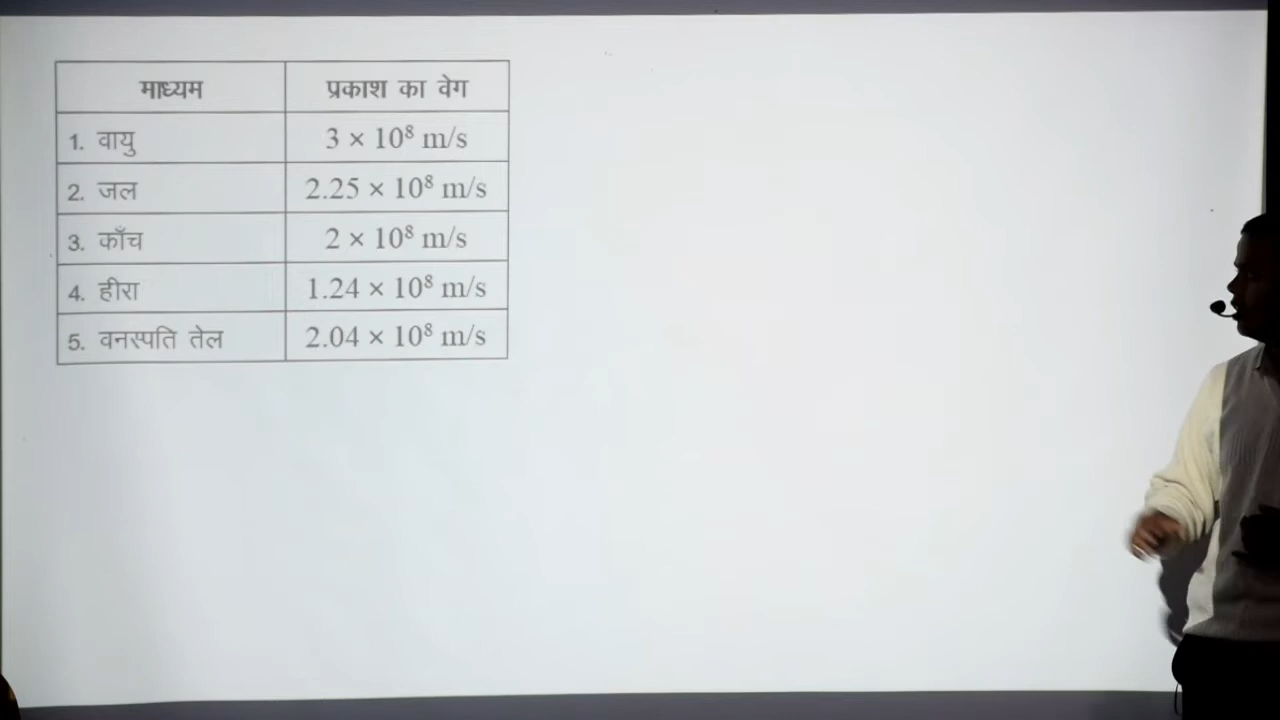 माध्यम प्रकाश का वेग
1. वायु 3 × 10⁸ m/s
2. जल 2.25 × 10⁸ m/s
3. काँच 2 × 10⁸ m/s
4. हीरा 1.24 × 10⁸ m/s
5. वनस्पति तेल 2.04 × 10⁸ m/s